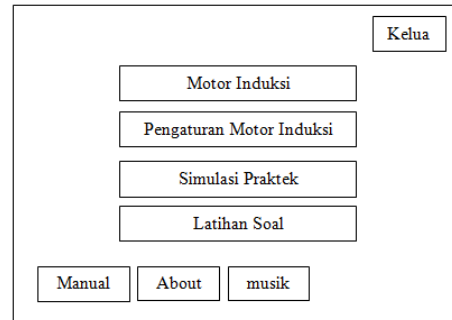 Kelua
Motor Induksi
Pengaturan Motor Induksi
Simulasi Praktek
Latihan Soal
Manual
About
musik